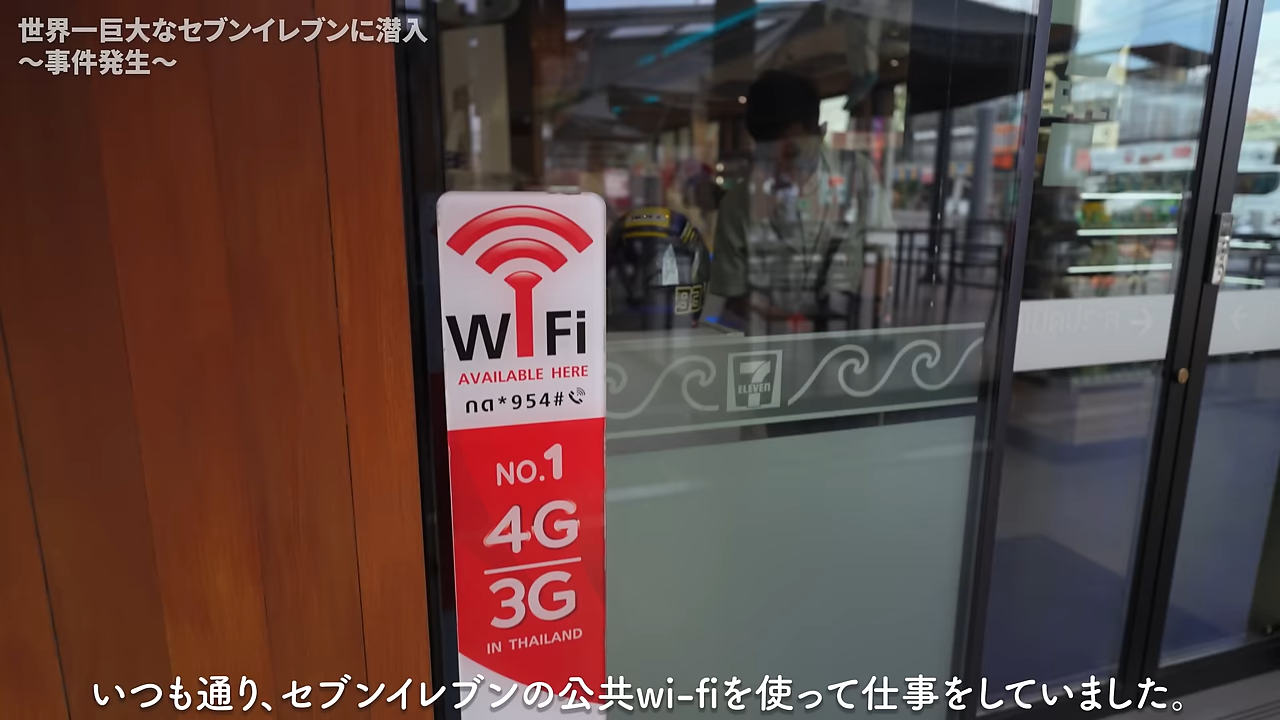 世界一巨大なセブンイレブンに潜入
～事件発生～
WiFi
AVAILABLE HERE
กด*954#
NO.1
4G
3G
IN THAILAND
7
ELEVEN
いつも通り、セブンイレブンの公共wi-fiを使って仕事をしていました。